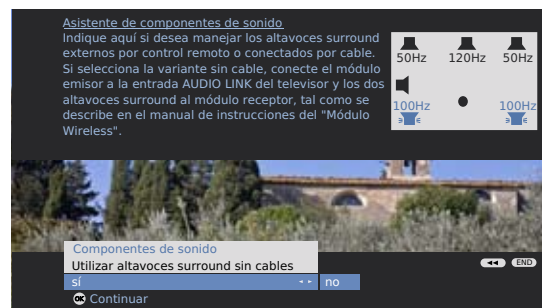 Asistente de componentes de sonido
Indique aquí si desea manejar los altavoces surround
externos por control remoto o conectados por cable.
Si selecciona la variante sin cable, conecte el módulo
emisor a la entrada AUDIO LINK del televisor y los dos
altavoces surround al módulo receptor, tal como se
describe en el manual de instrucciones del "Módulo
Wireless".
50Hz 120Hz 50Hz
100Hz 100Hz
Componentes de sonido
Utilizar altavoces surround sin cables
sí no
OK Continuar
END